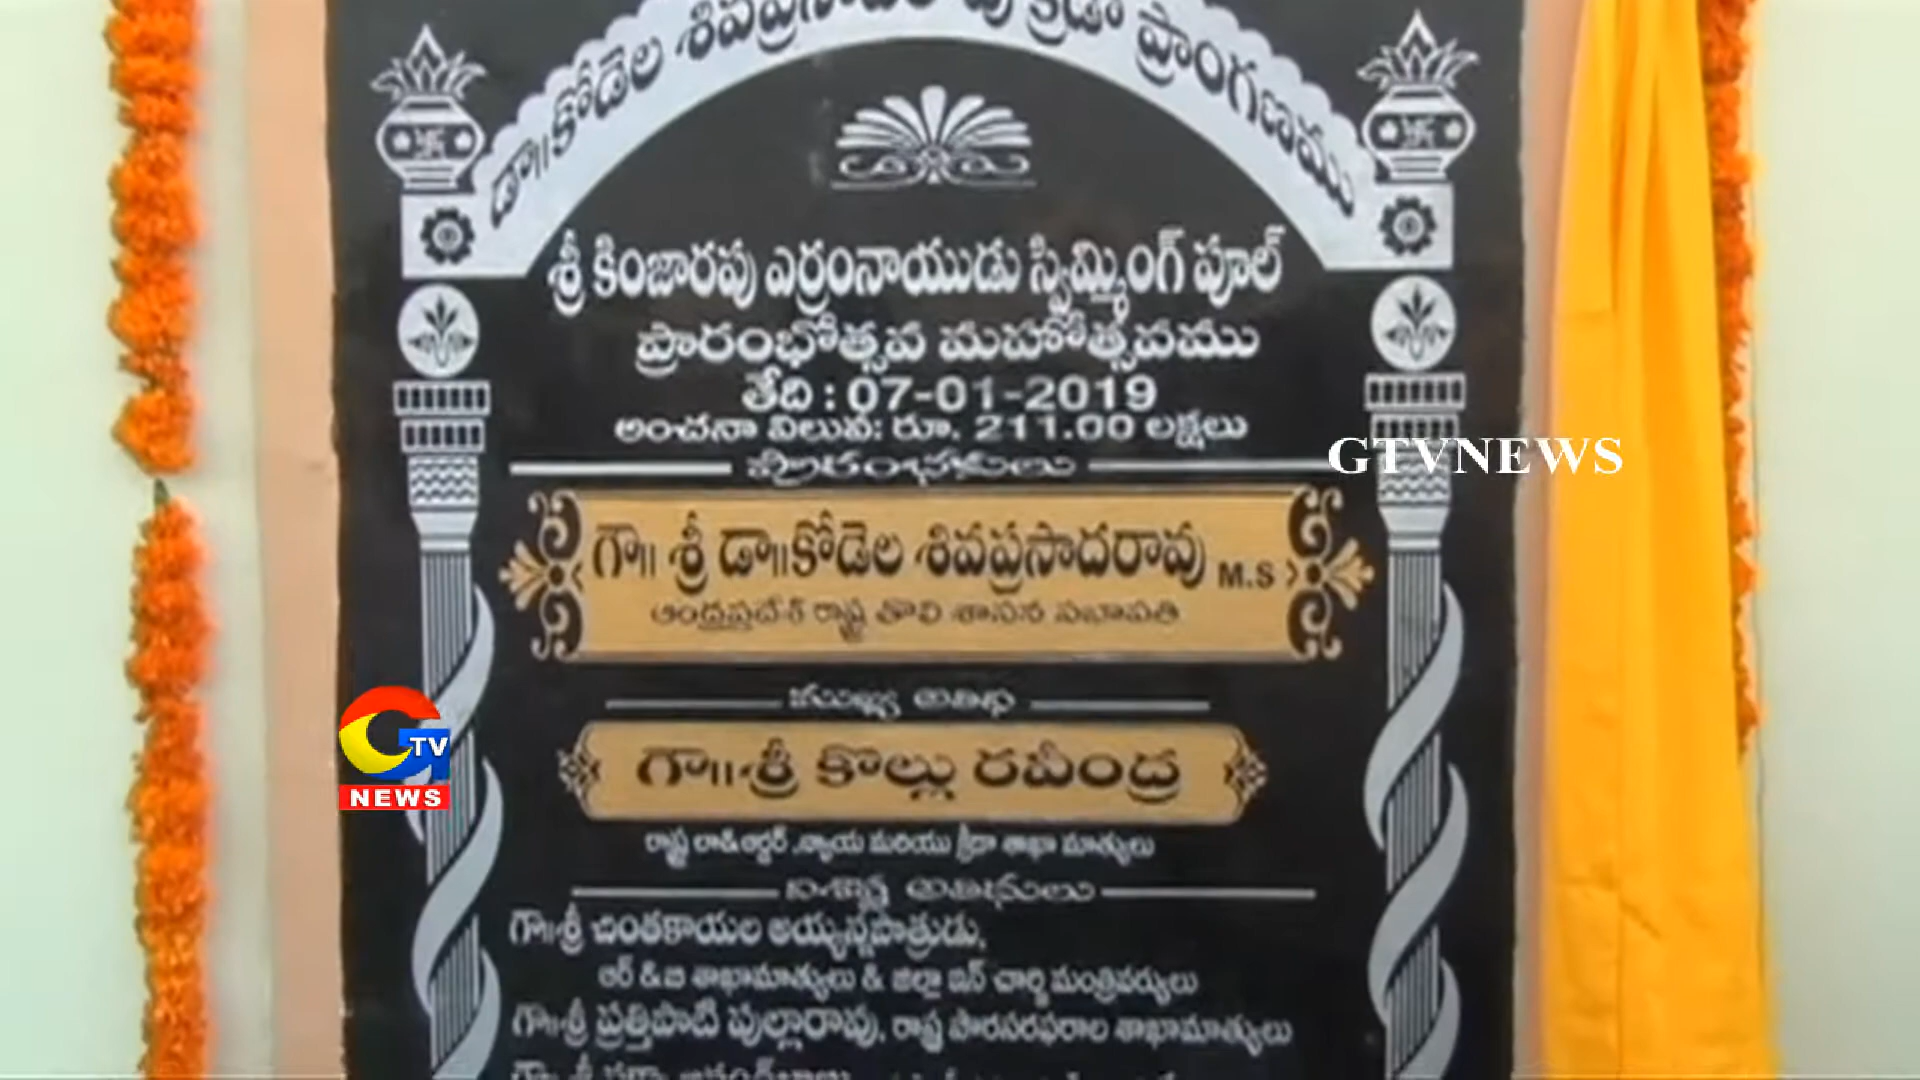 డా॥కోడెల శివప్రసాదరావు క్రీడా ప్రాంగణము
శ్రీ కింజారపు ఎర్రంనాయుడు స్విమ్మింగ్ పూల్
ప్రారంభోత్సవ మహోత్సవము
తేది : 07-01-2019
అంచనా విలువ: రూ. 211.00 లక్షలు
GTVNEWS
ప్రారంభకులు
గౌ॥ శ్రీ డా॥కోడెల శివప్రసాదరావు M.S
ఆంధ్రప్రదేశ్ రాష్ట్ర తొలి శాసన సభాపతి
ముఖ్య అతిథి
గౌ॥శ్రీ కొల్లు రవీంద్ర
TV
NEWS
రాష్ట్ర లా&ఆర్డర్ ,న్యాయ మరియు క్రీడా శాఖా మాత్యులు
విశిష్ట అతిథులు
గౌ॥శ్రీ చింతకాయల అయ్యన్నపాత్రుడు,
ఆర్ &బి శాఖామాత్యులు & జిల్లా ఇన్ చార్జి మంత్రివర్యులు
గౌ॥శ్రీ ప్రత్తిపాటి పుల్లారావు, రాష్ట్ర పౌరసరఫరాల శాఖామాత్యులు
గౌ॥శ్రీ